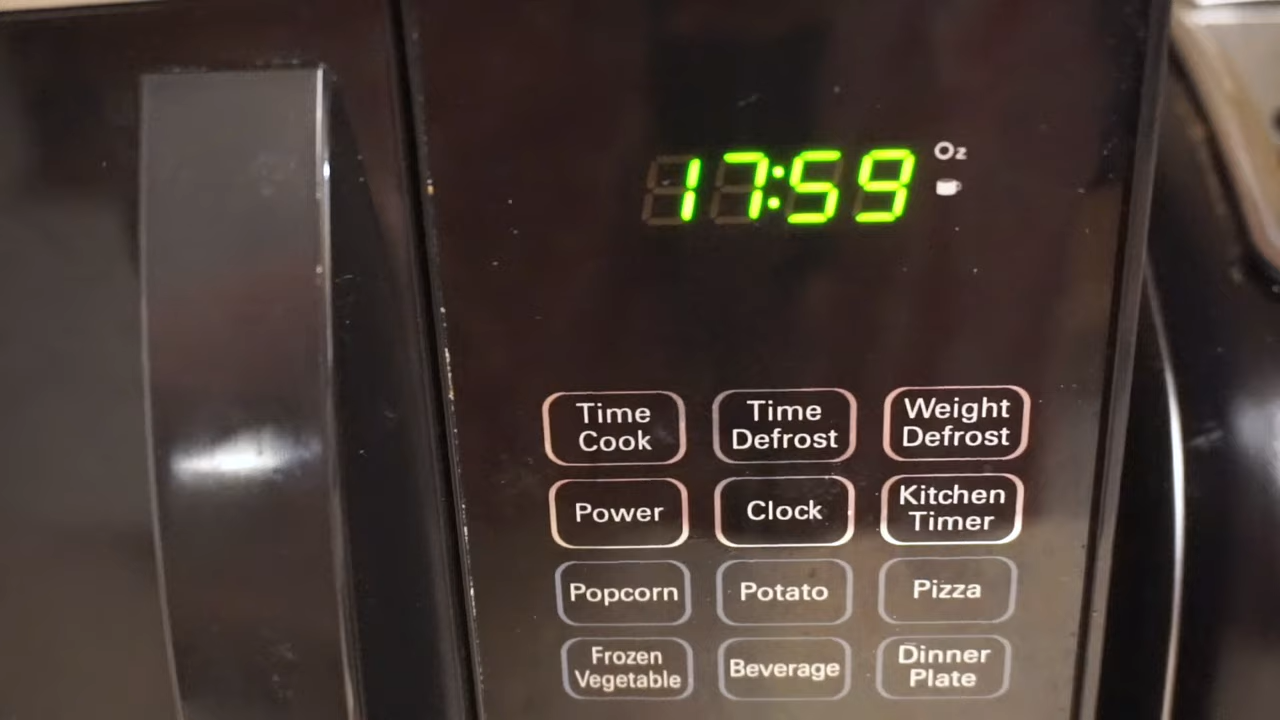 17:59
Oz
Time Cook
Time Defrost
Weight Defrost
Power
Clock
Kitchen Timer
Popcorn
Potato
Pizza
Frozen Vegetable
Beverage
Dinner Plate